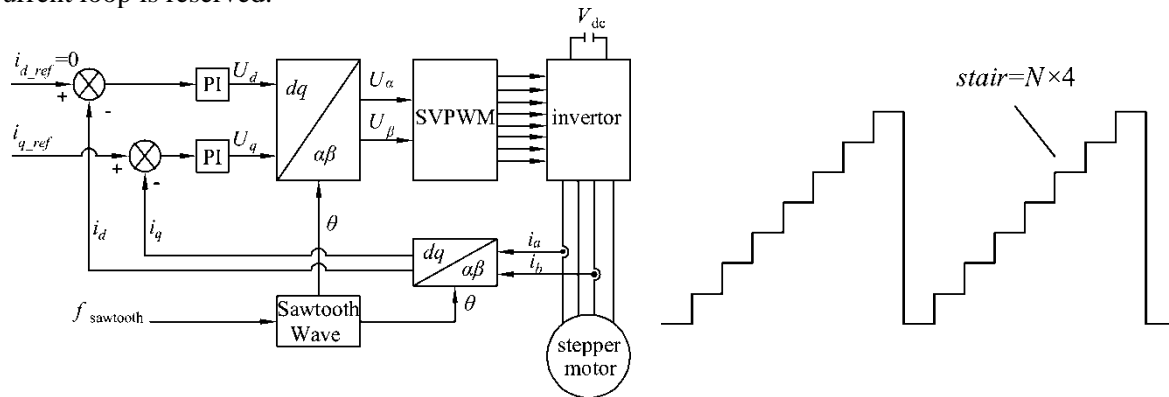 urrent loop is reserved.
V_dc
i_d_ref=0
+
-
PI
U_d
dq
αβ
U_α
U_β
SVPWM
invertor
stair=N×4
i_q_ref
+
-
PI
U_q
θ
i_d
i_q
dq
αβ
i_a
i_b
θ
f_sawtooth
Sawtooth
Wave
stepper
motor